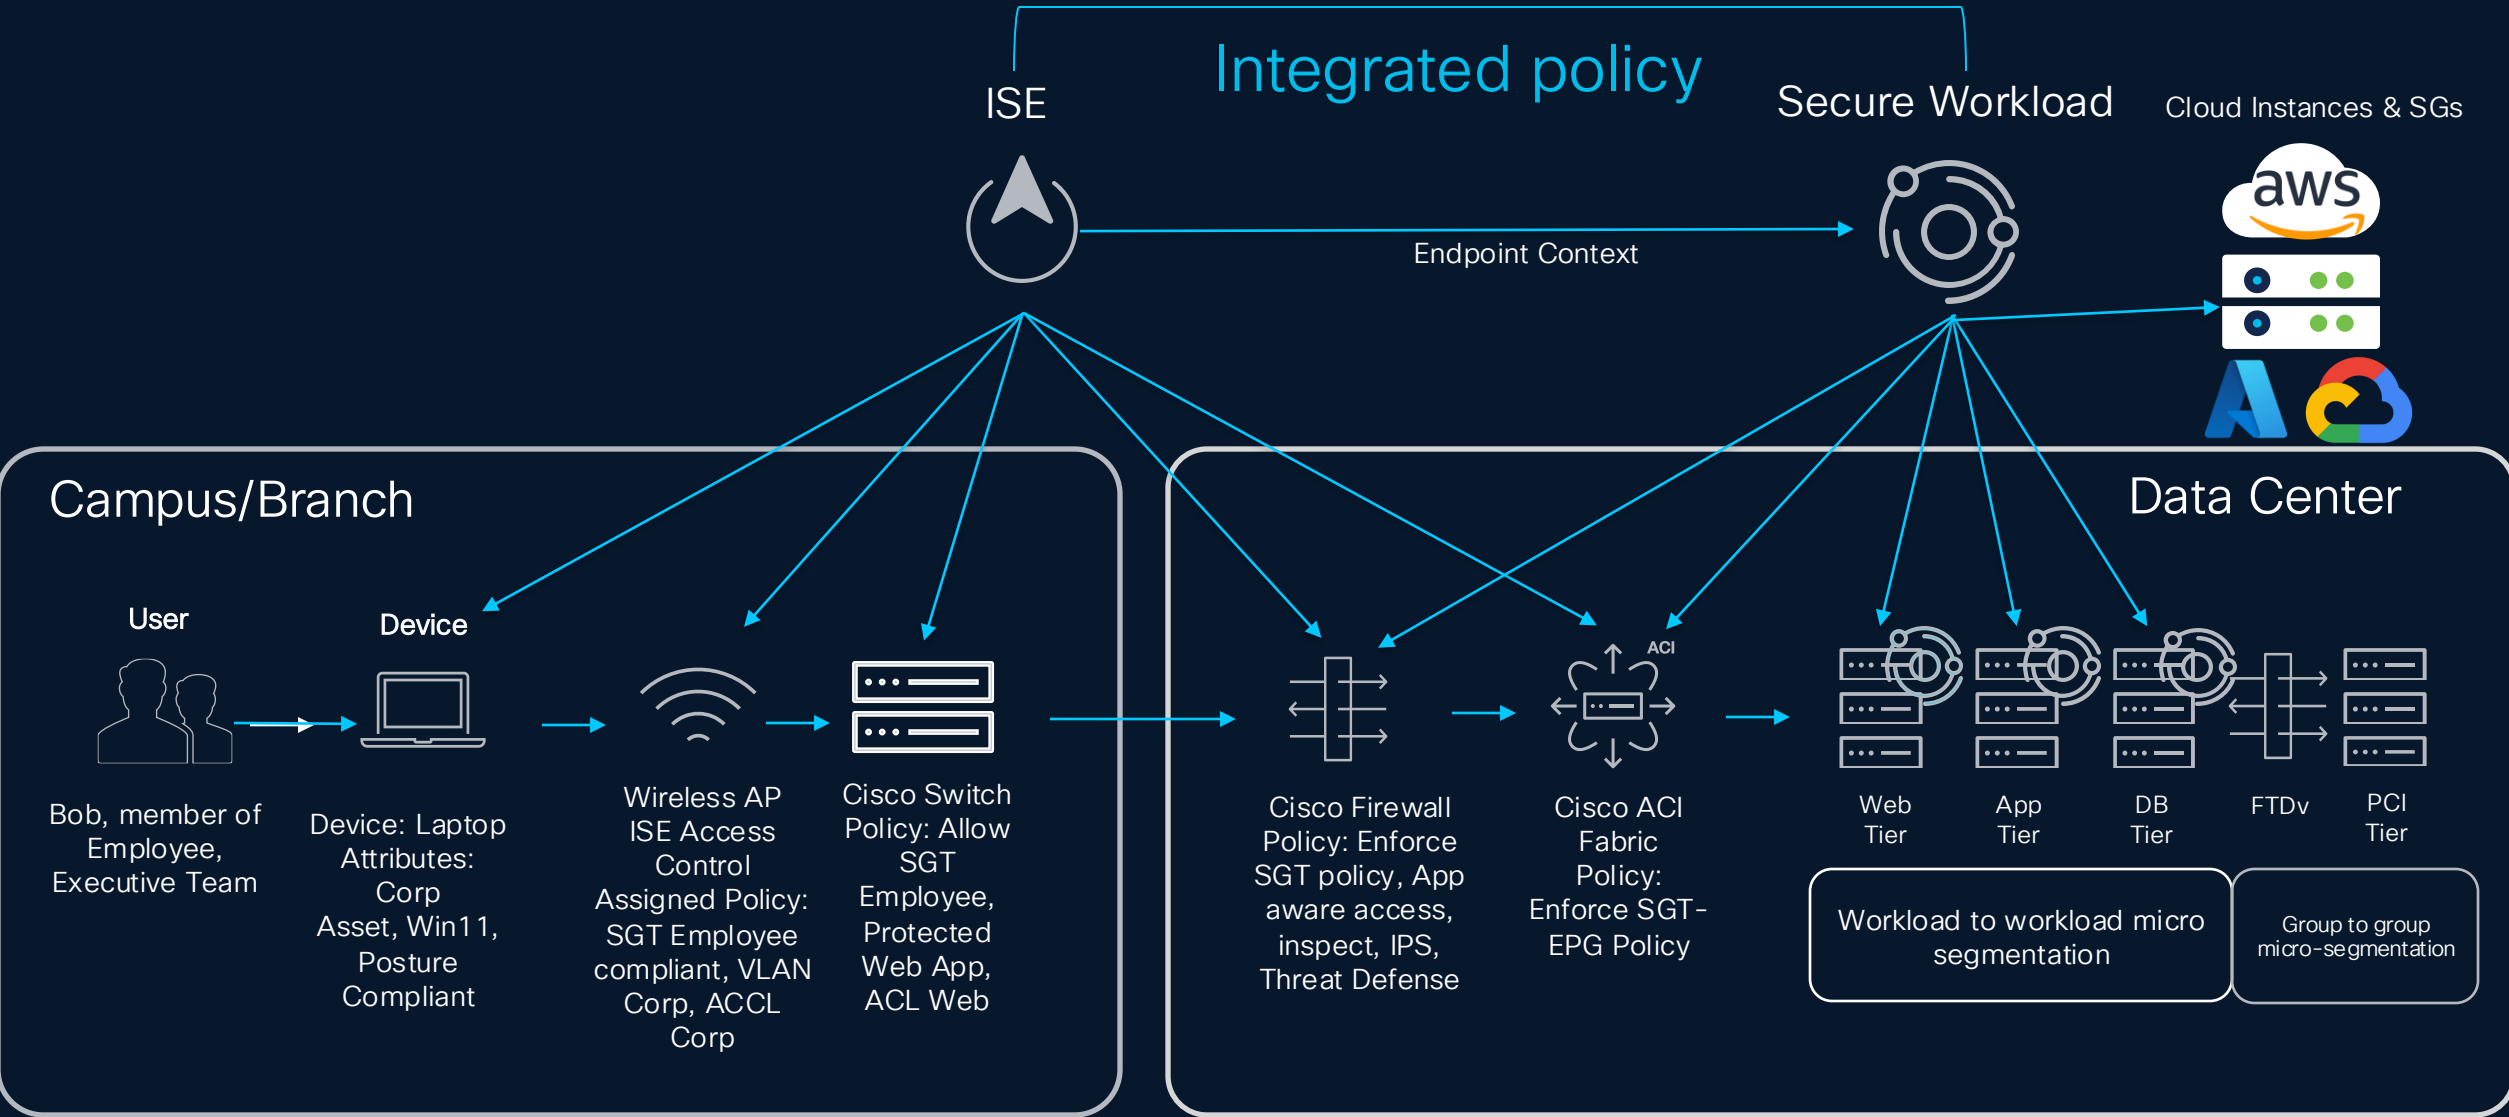 Integrated policy
ISE
Secure Workload
Cloud Instances & SGs
aws
Endpoint Context
Campus/Branch
Data Center
User
Device
ACI
Bob, member of
Employee,
Executive Team
Device: Laptop
Attributes:
Corp
Asset, Win11,
Posture
Compliant
Wireless AP
ISE Access
Control
Assigned Policy:
SGT Employee
compliant, VLAN
Corp, ACCL
Corp
Cisco Switch
Policy: Allow
SGT
Employee,
Protected
Web App,
ACL Web
Cisco Firewall
Policy: Enforce
SGT policy, App
aware access,
inspect, IPS,
Threat Defense
Cisco ACI
Fabric
Policy:
Enforce SGT-
EPG Policy
Web
Tier
App
Tier
DB
Tier
FTDv
PCI
Tier
Workload to workload micro
segmentation
Group to group
micro-segmentation